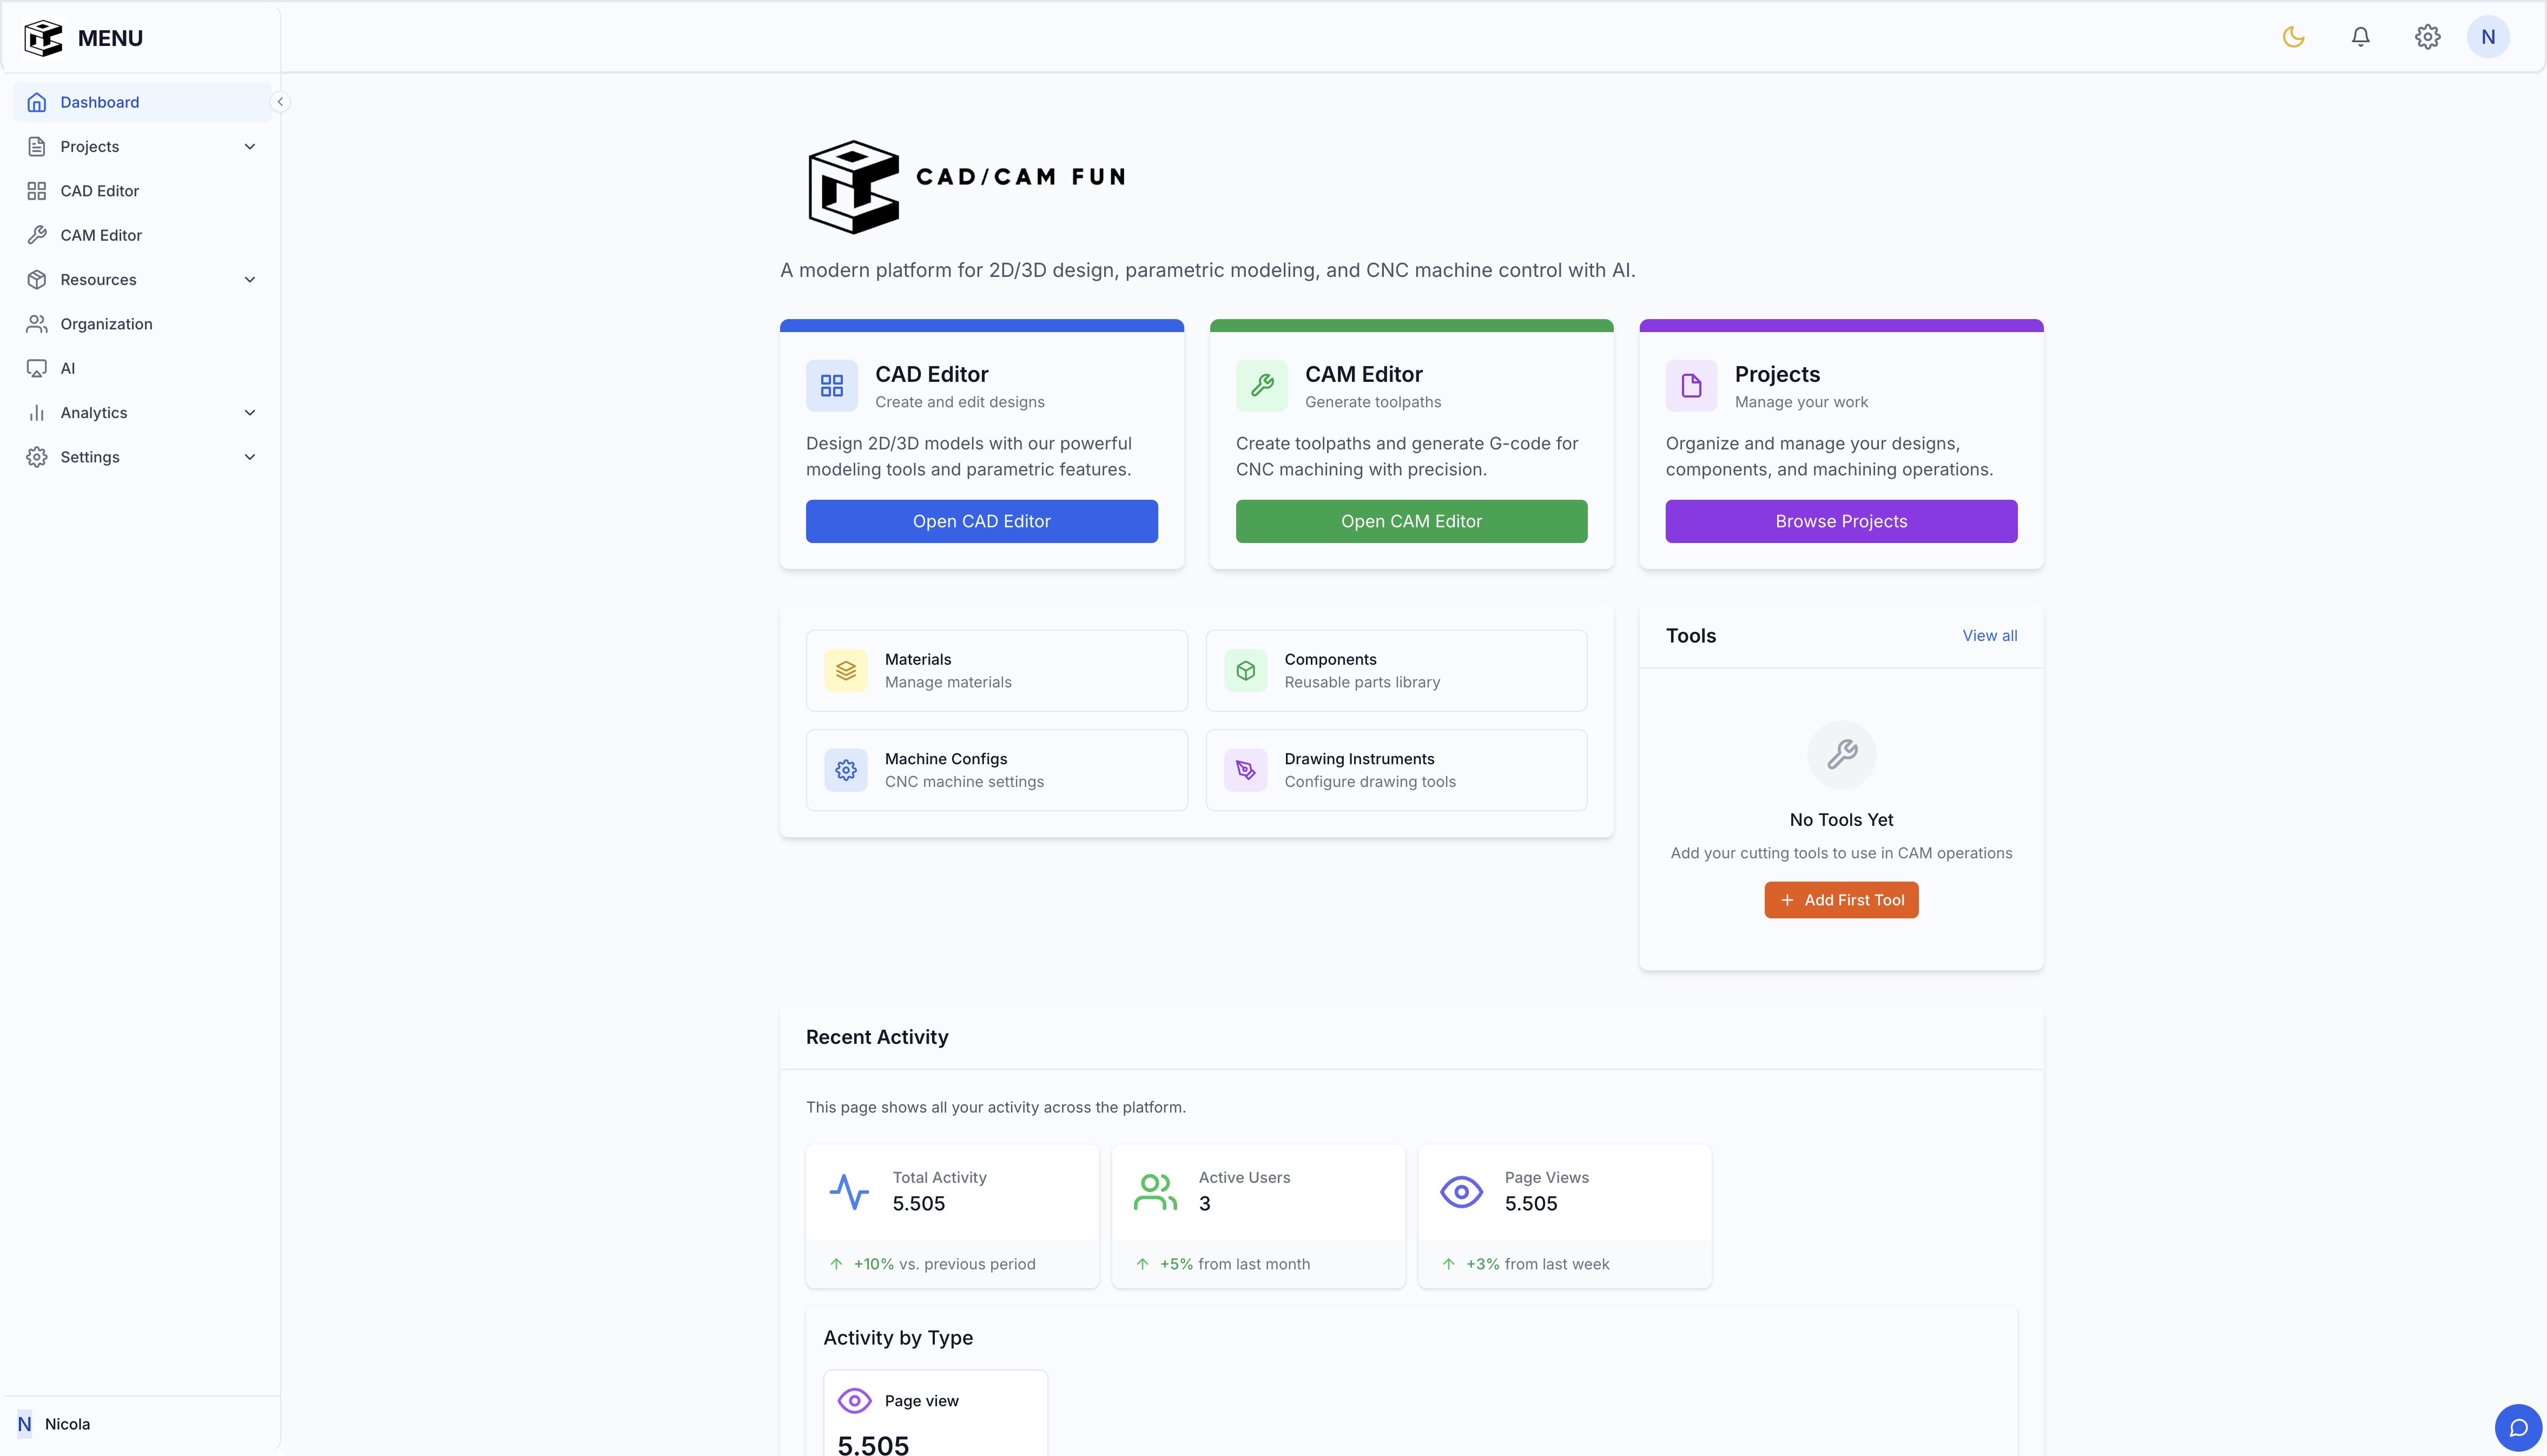 MENU
N
Dashboard
Projects
CAD Editor
CAM Editor
Resources
Organization
AI
Analytics
Settings
N Nicola
CAD/CAM FUN
A modern platform for 2D/3D design, parametric modeling, and CNC machine control with AI.
CAD Editor
Create and edit designs
Design 2D/3D models with our powerful
modeling tools and parametric features.
Open CAD Editor
CAM Editor
Generate toolpaths
Create toolpaths and generate G-code for
CNC machining with precision.
Open CAM Editor
Projects
Manage your work
Organize and manage your designs,
components, and machining operations.
Browse Projects
Materials
Manage materials
Components
Reusable parts library
Machine Configs
CNC machine settings
Drawing Instruments
Configure drawing tools
Tools
View all
No Tools Yet
Add your cutting tools to use in CAM operations
+ Add First Tool
Recent Activity
This page shows all your activity across the platform.
Total Activity
5.505
+10% vs. previous period
Active Users
3
+5% from last month
Page Views
5.505
+3% from last week
Activity by Type
Page view
5.505